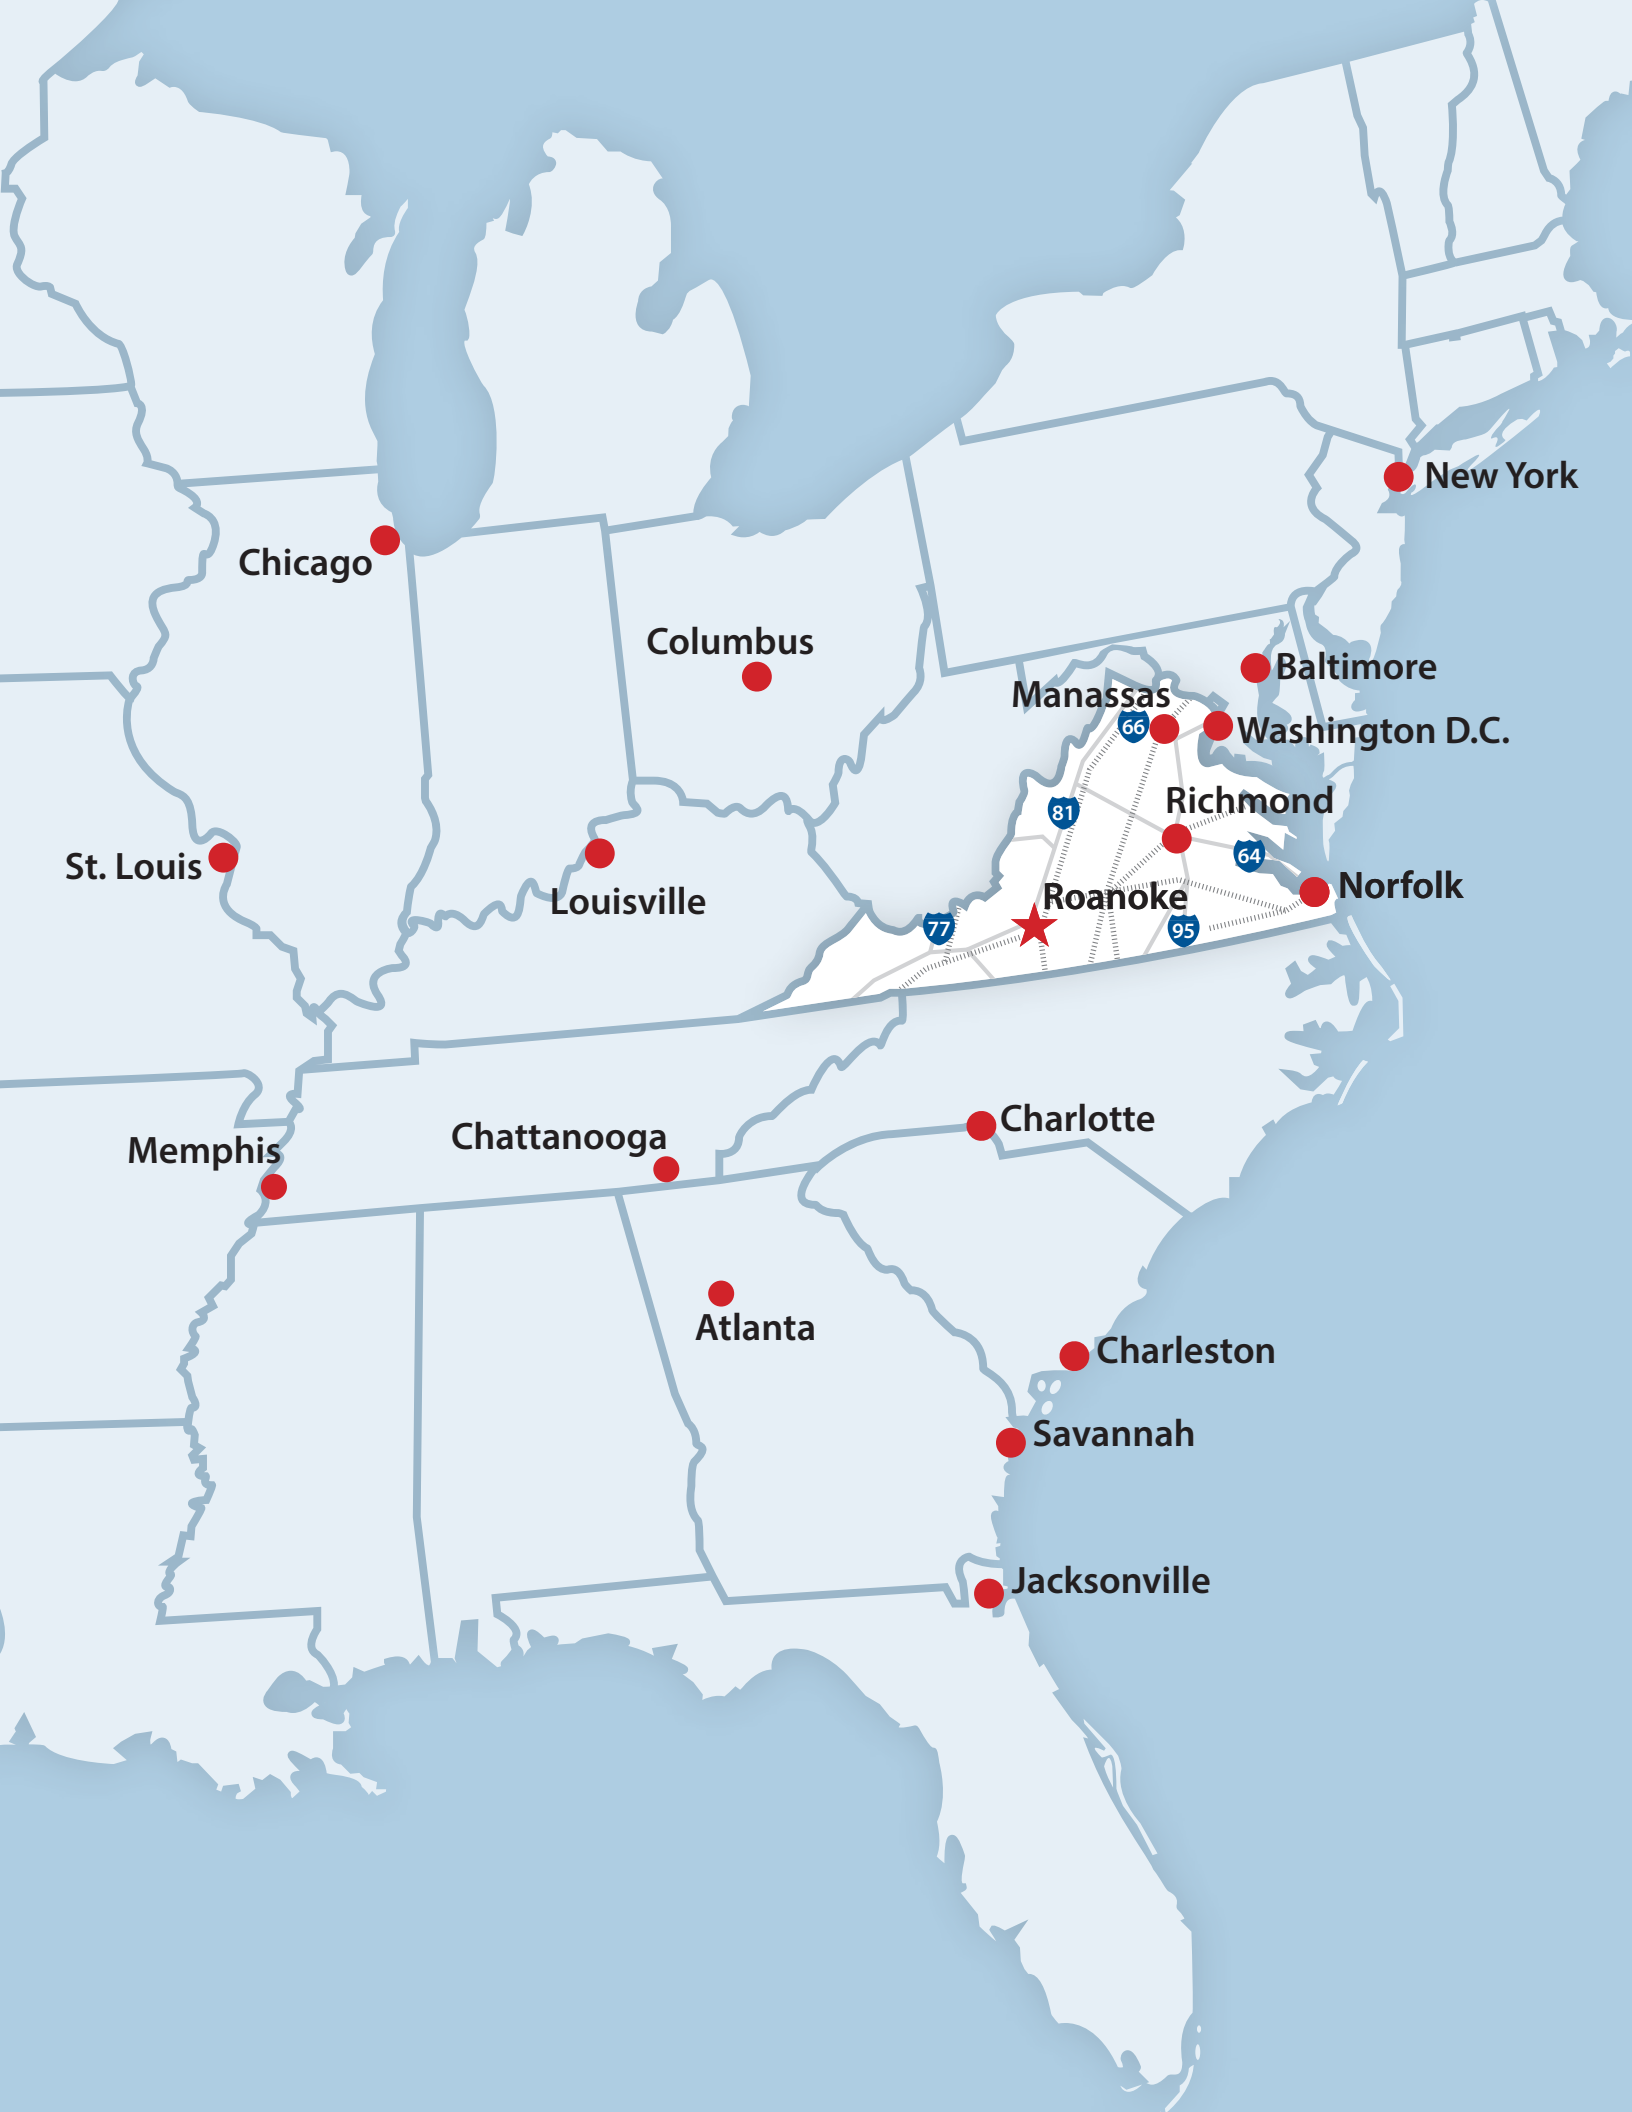 New York
Chicago
Columbus
Baltimore
Manassas
66
Washington D.C.
Richmond
81
64
St. Louis
Louisville
Roanoke
Norfolk
77
95
Charlotte
Chattanooga
Memphis
Atlanta
Charleston
Savannah
Jacksonville